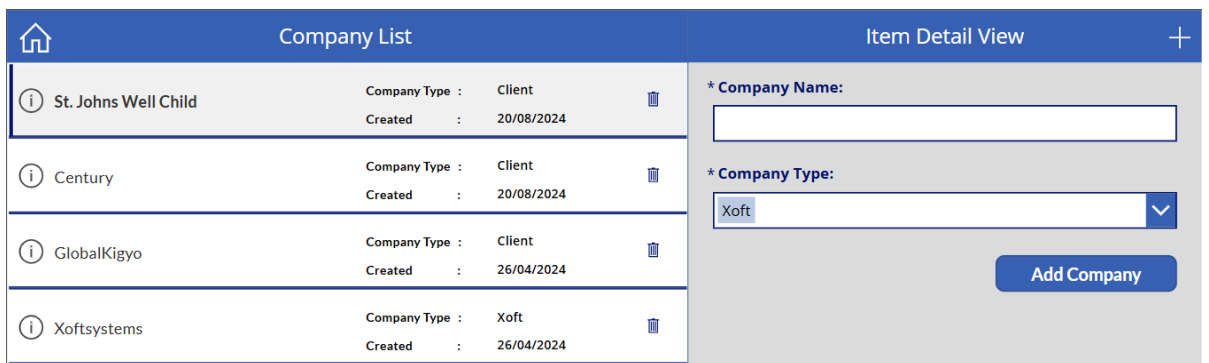 Company List
Item Detail View
St. Johns Well Child
Company Type : Client
Created : 20/08/2024
Century
Company Type : Client
Created : 20/08/2024
GlobalKigyo
Company Type : Client
Created : 26/04/2024
Xoftsystems
Company Type : Xoft
Created : 26/04/2024
* Company Name:
* Company Type:
Xoft
Add Company